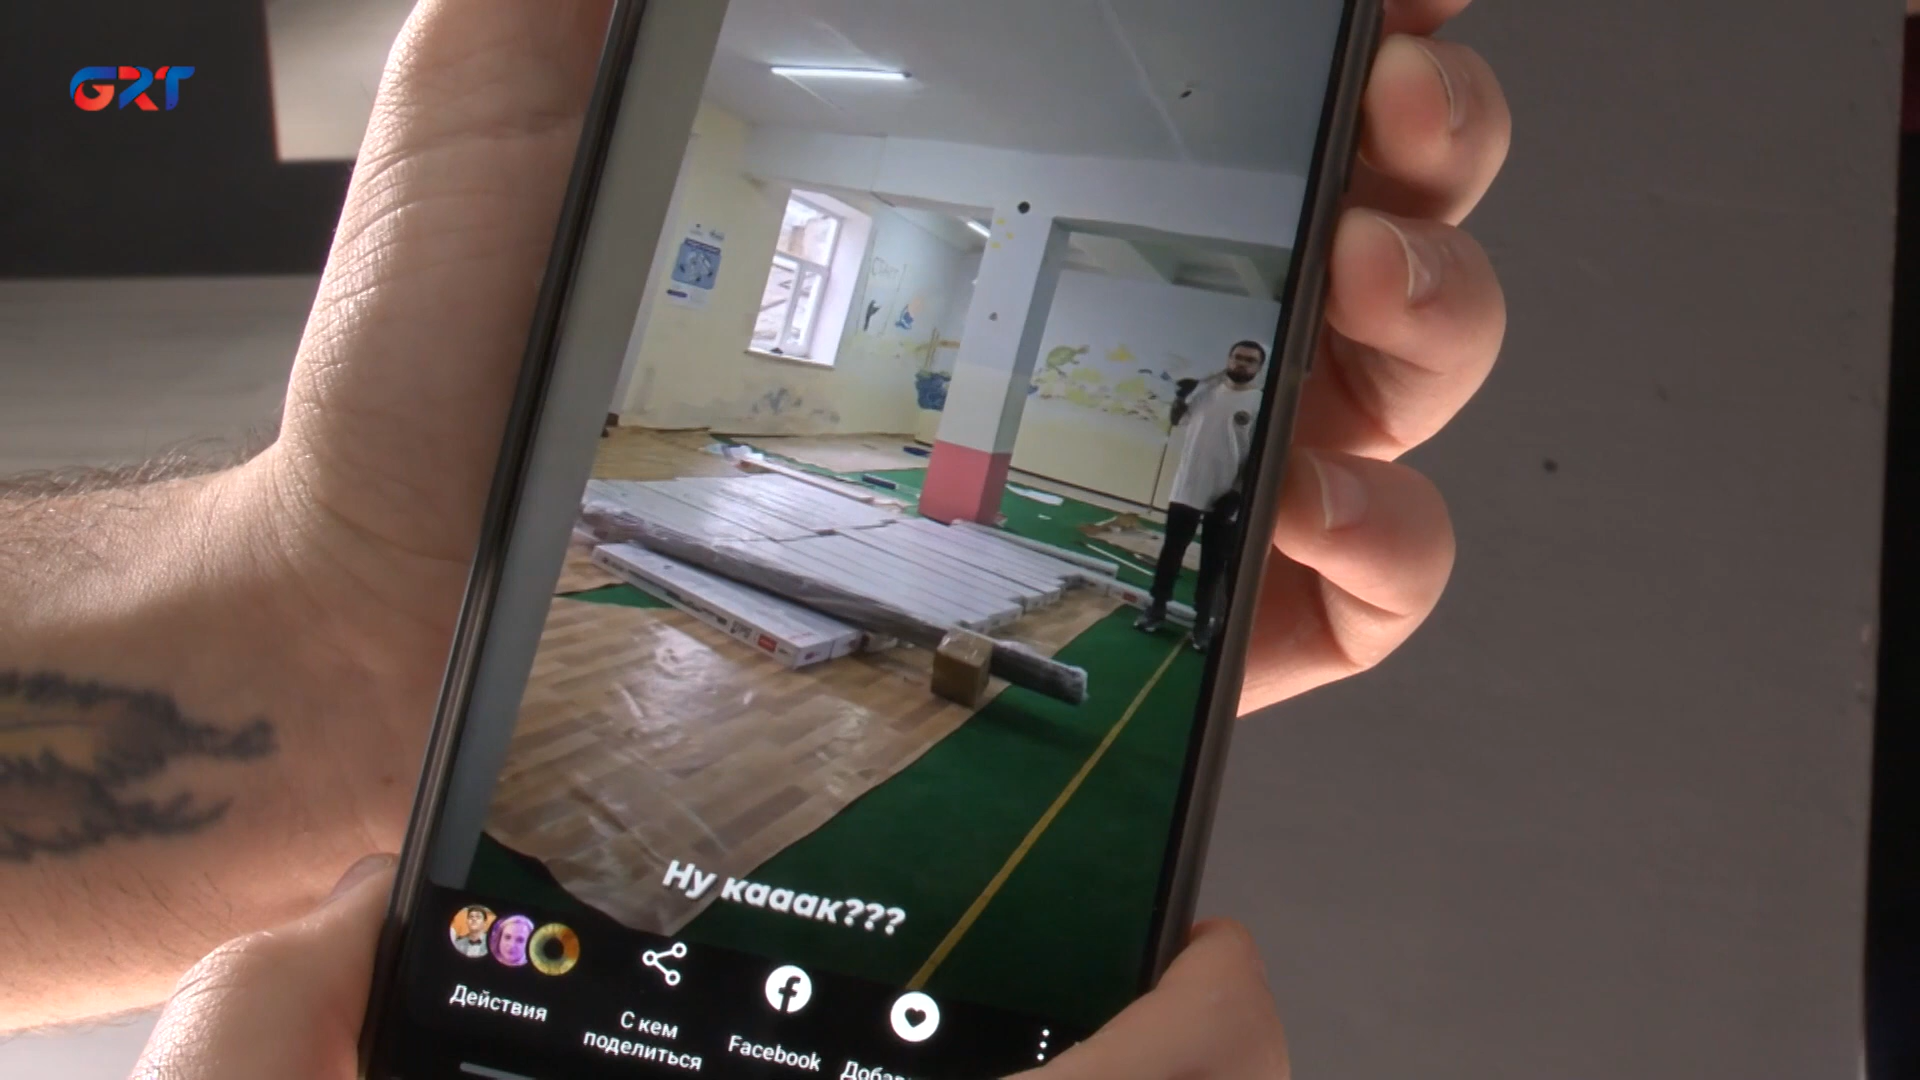 GRT
Ну кааак???
Действия
С кем
поделиться
Facebook